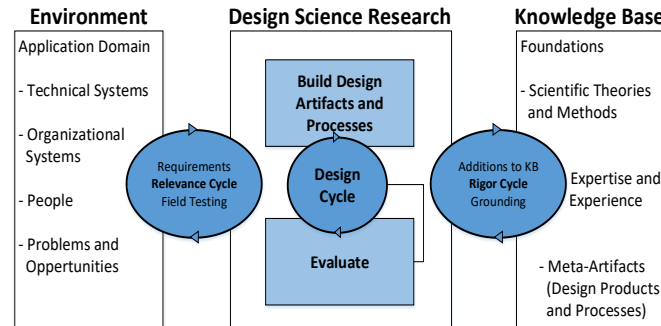 Environment
Application Domain
- Technical Systems
- Organizational
Systems
- People
- Problems and
Oppertunities
Requirements
Relevance Cycle
Field Testing
Design Science Research
Build Design
Artifacts and
Processes
Design
Cycle
Evaluate
Additions to KB
Rigor Cycle
Grounding
Knowledge Base
Foundations
- Scientific Theories
and Methods
Expertise and
Experience
- Meta-Artifacts
(Design Products
and Processes)